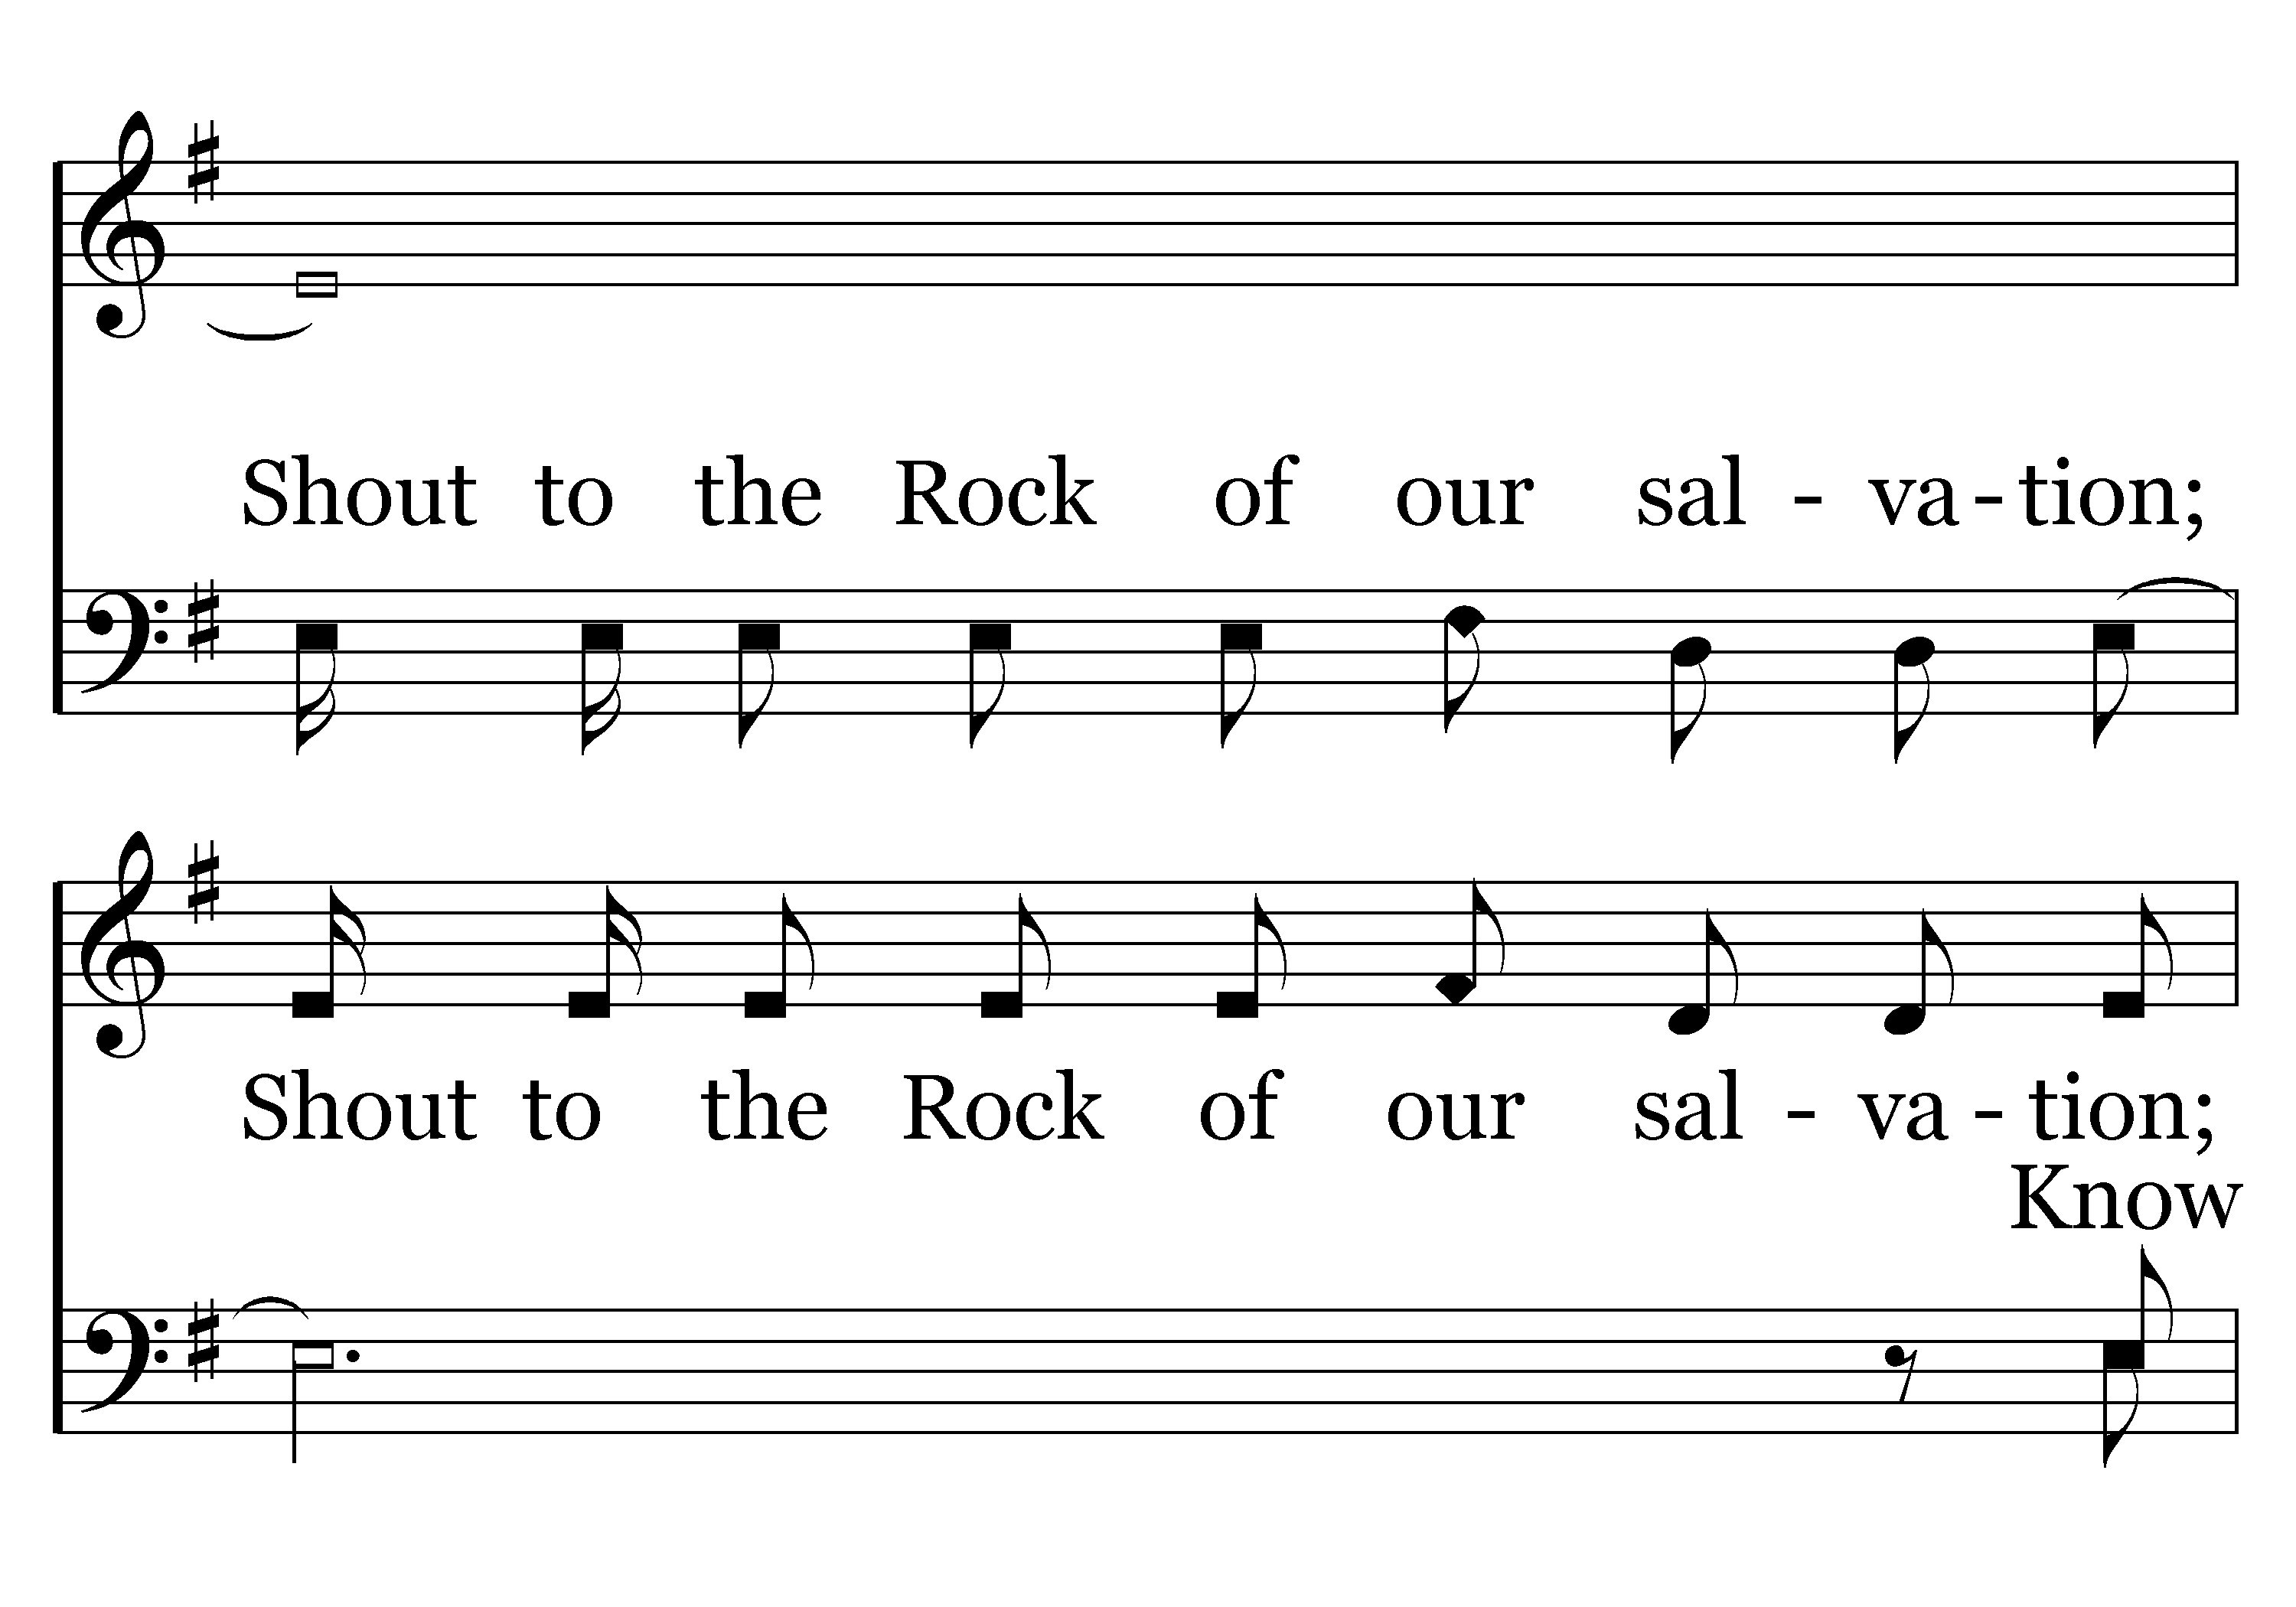 Shout to the Rock of our sal - va - tion;
Shout to the Rock of our sal - va - tion;
Know